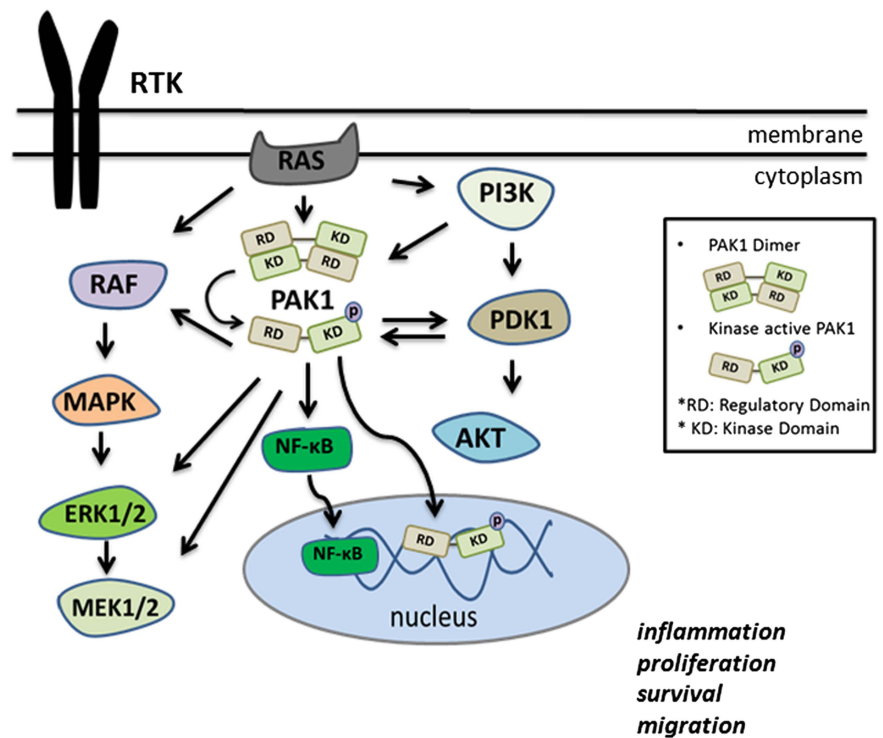 RTK
membrane
RAS
cytoplasm
PI3K
RD KD
KD RD
RAF
PAK1
p
RD KD
PDK1
MAPK
NF-κB
AKT
ERK1/2
p
RD KD
NF-κB
MEK1/2
nucleus
inflammation
proliferation
survival
migration
• PAK1 Dimer
RD KD
KD RD
• Kinase active PAK1
p
RD KD
*RD: Regulatory Domain
* KD: Kinase Domain